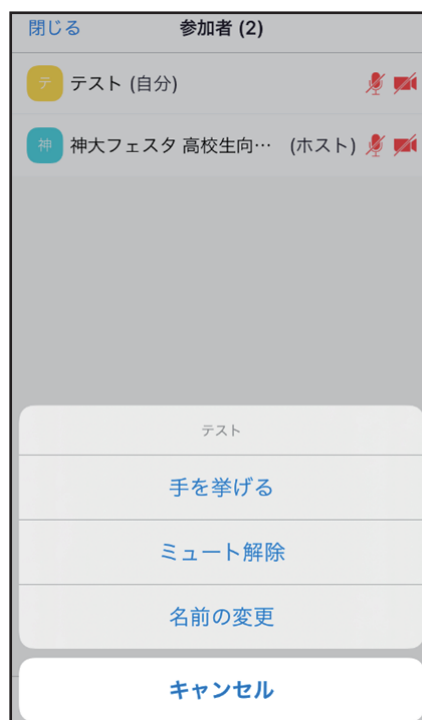 閉じる 参加者 (2)
テ テスト (自分)
神 神大フェスタ 高校生向… (ホスト)
テスト
手を挙げる
ミュート解除
名前の変更
キャンセル